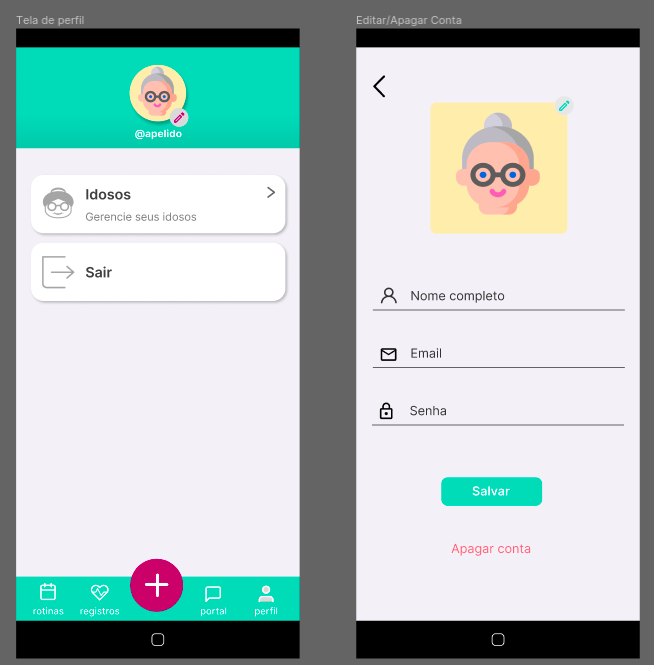 Tela de perfil
@apelido
Idosos
Gerencie seus idosos
Sair
rotinas
registros
portal
perfil
Editar/Apagar Conta
Nome completo
Email
Senha
Salvar
Apagar conta